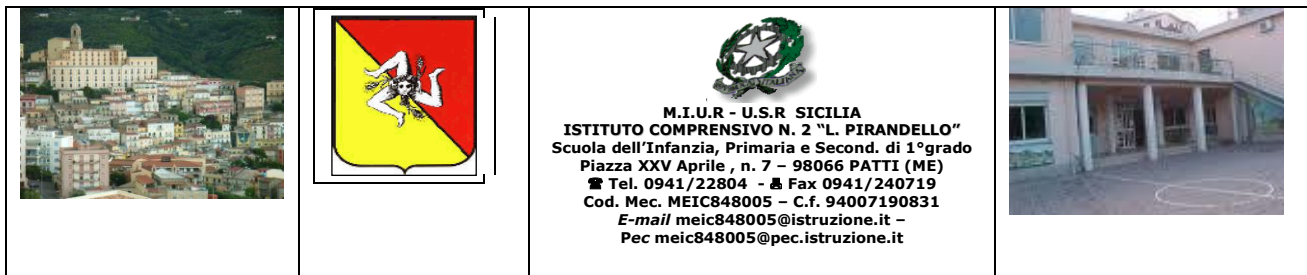 M.I.U.R - U.S.R SICILIA
ISTITUTO COMPRENSIVO N. 2 “L. PIRANDELLO”
Scuola dell’Infanzia, Primaria e Second. di 1°grado
Piazza XXV Aprile , n. 7 – 98066 PATTI (ME)
☎ Tel. 0941/22804 - 🖷 Fax 0941/240719
Cod. Mec. MEIC848005 – C.f. 94007190831
E-mail meic848005@istruzione.it –
Pec meic848005@pec.istruzione.it